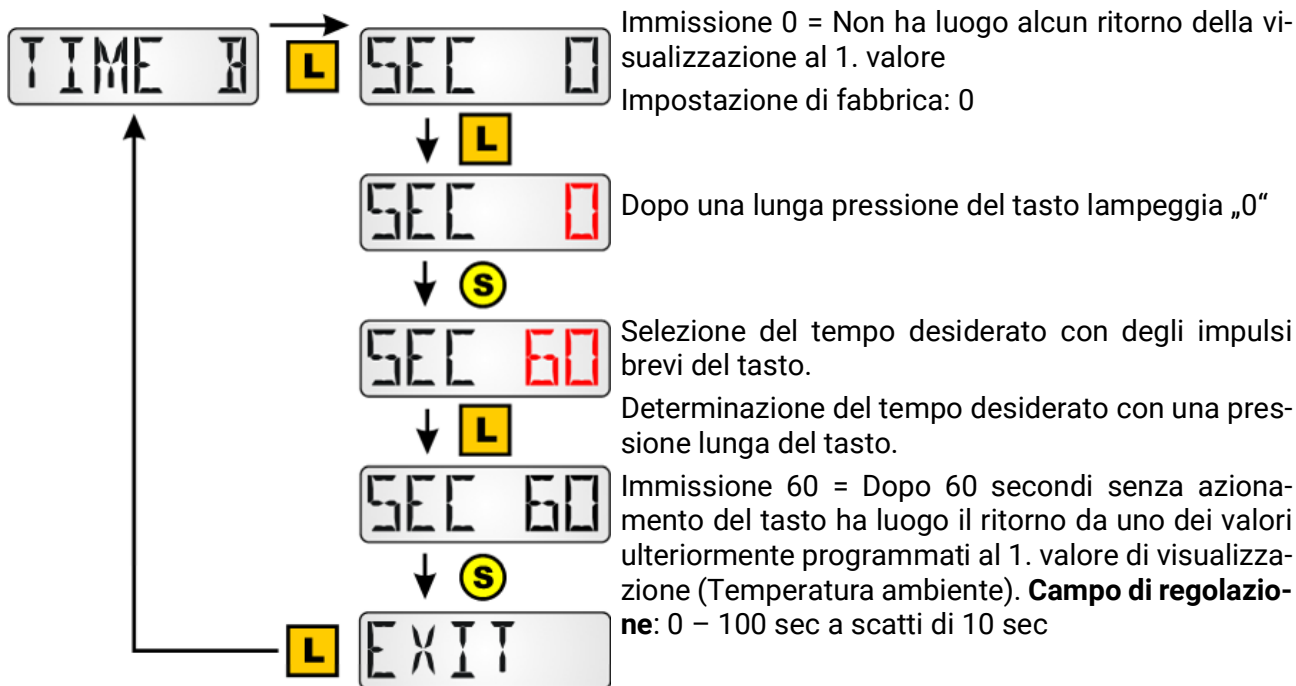 TIME B
L
SEC 0
Immissione 0 = Non ha luogo alcun ritorno della vi-
sualizzazione al 1. valore
Impostazione di fabbrica: 0
L
SEC 0
Dopo una lunga pressione del tasto lampeggia „0“
S
SEC 60
Selezione del tempo desiderato con degli impulsi
brevi del tasto.
L
Determinazione del tempo desiderato con una pres-
sione lunga del tasto.
SEC 60
Immissione 60 = Dopo 60 secondi senza aziona-
mento del tasto ha luogo il ritorno da uno dei valori
ulteriormente programmati al 1. valore di visualizza-
zione (Temperatura ambiente). Campo di regolazio-
ne: 0 – 100 sec a scatti di 10 sec
S
L
EXIT